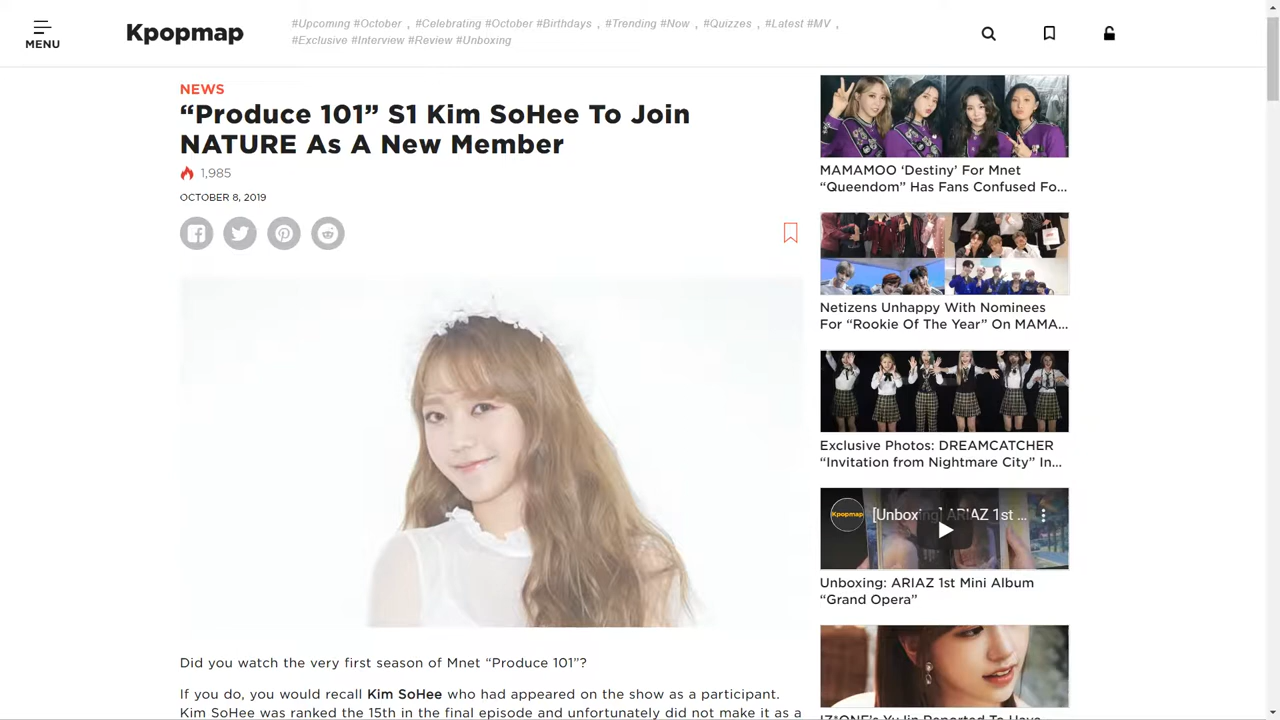 MENU
Kpopmap
#Upcoming #October , #Celebrating #October #Birthdays , #Trending #Now , #Quizzes , #Latest #MV ,
#Exclusive #Interview #Review #Unboxing
NEWS
“Produce 101” S1 Kim SoHee To Join
NATURE As A New Member
1,985
OCTOBER 8, 2019
Did you watch the very first season of Mnet “Produce 101”?
If you do, you would recall Kim SoHee who had appeared on the show as a participant.
Kim SoHee was ranked the 15th in the final episode and unfortunately did not make it as a
MAMAMOO ‘Destiny’ For Mnet
“Queendom” Has Fans Confused Fo...
Netizens Unhappy With Nominees
For “Rookie Of The Year” On MAMA...
Exclusive Photos: DREAMCATCHER
“Invitation from Nightmare City” In...
Kpopmap
[Unboxing] ARIAZ 1st ...
Unboxing: ARIAZ 1st Mini Album
“Grand Opera”
IZ*ONE's YuJin Reported To Have